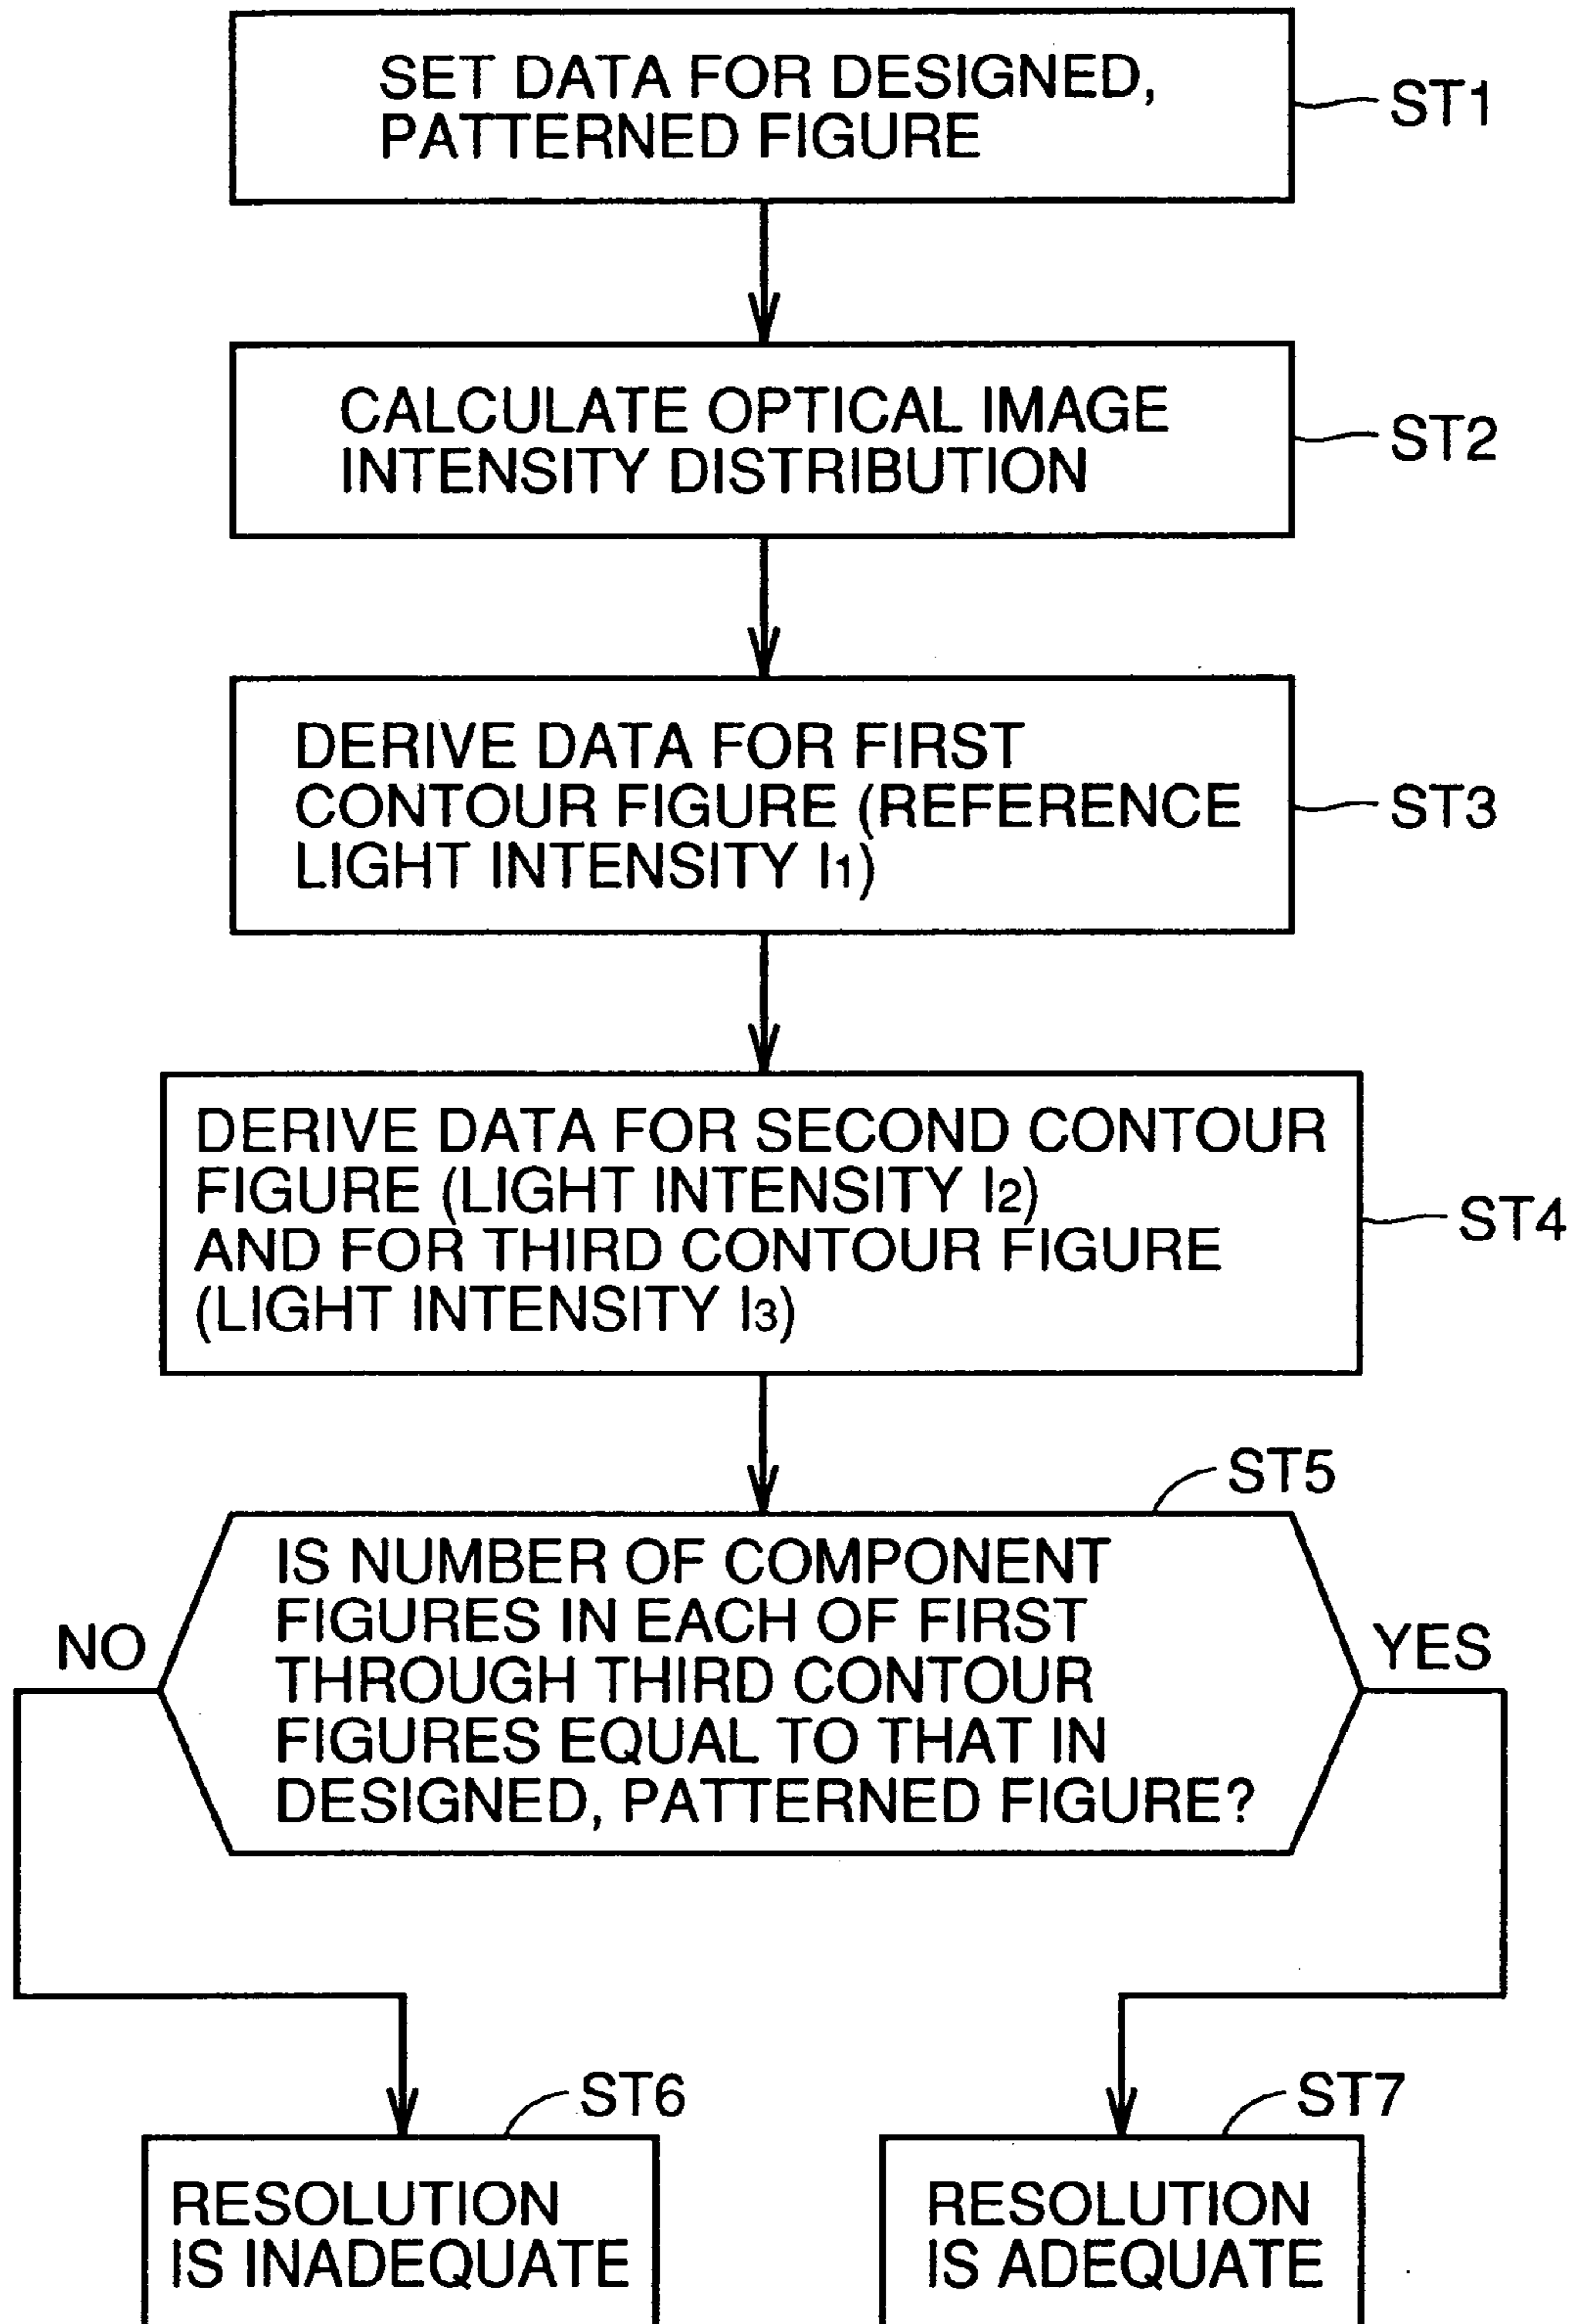 SET DATA FOR DESIGNED,
PATTERNED FIGURE
ST1
CALCULATE OPTICAL IMAGE
INTENSITY DISTRIBUTION
ST2
DERIVE DATA FOR FIRST
CONTOUR FIGURE (REFERENCE
LIGHT INTENSITY I1)
ST3
DERIVE DATA FOR SECOND CONTOUR
FIGURE (LIGHT INTENSITY I2)
AND FOR THIRD CONTOUR FIGURE
(LIGHT INTENSITY I3)
ST4
ST5
IS NUMBER OF COMPONENT
FIGURES IN EACH OF FIRST
THROUGH THIRD CONTOUR
FIGURES EQUAL TO THAT IN
DESIGNED, PATTERNED FIGURE?
NO
YES
ST6
RESOLUTION
IS INADEQUATE
ST7
RESOLUTION
IS ADEQUATE